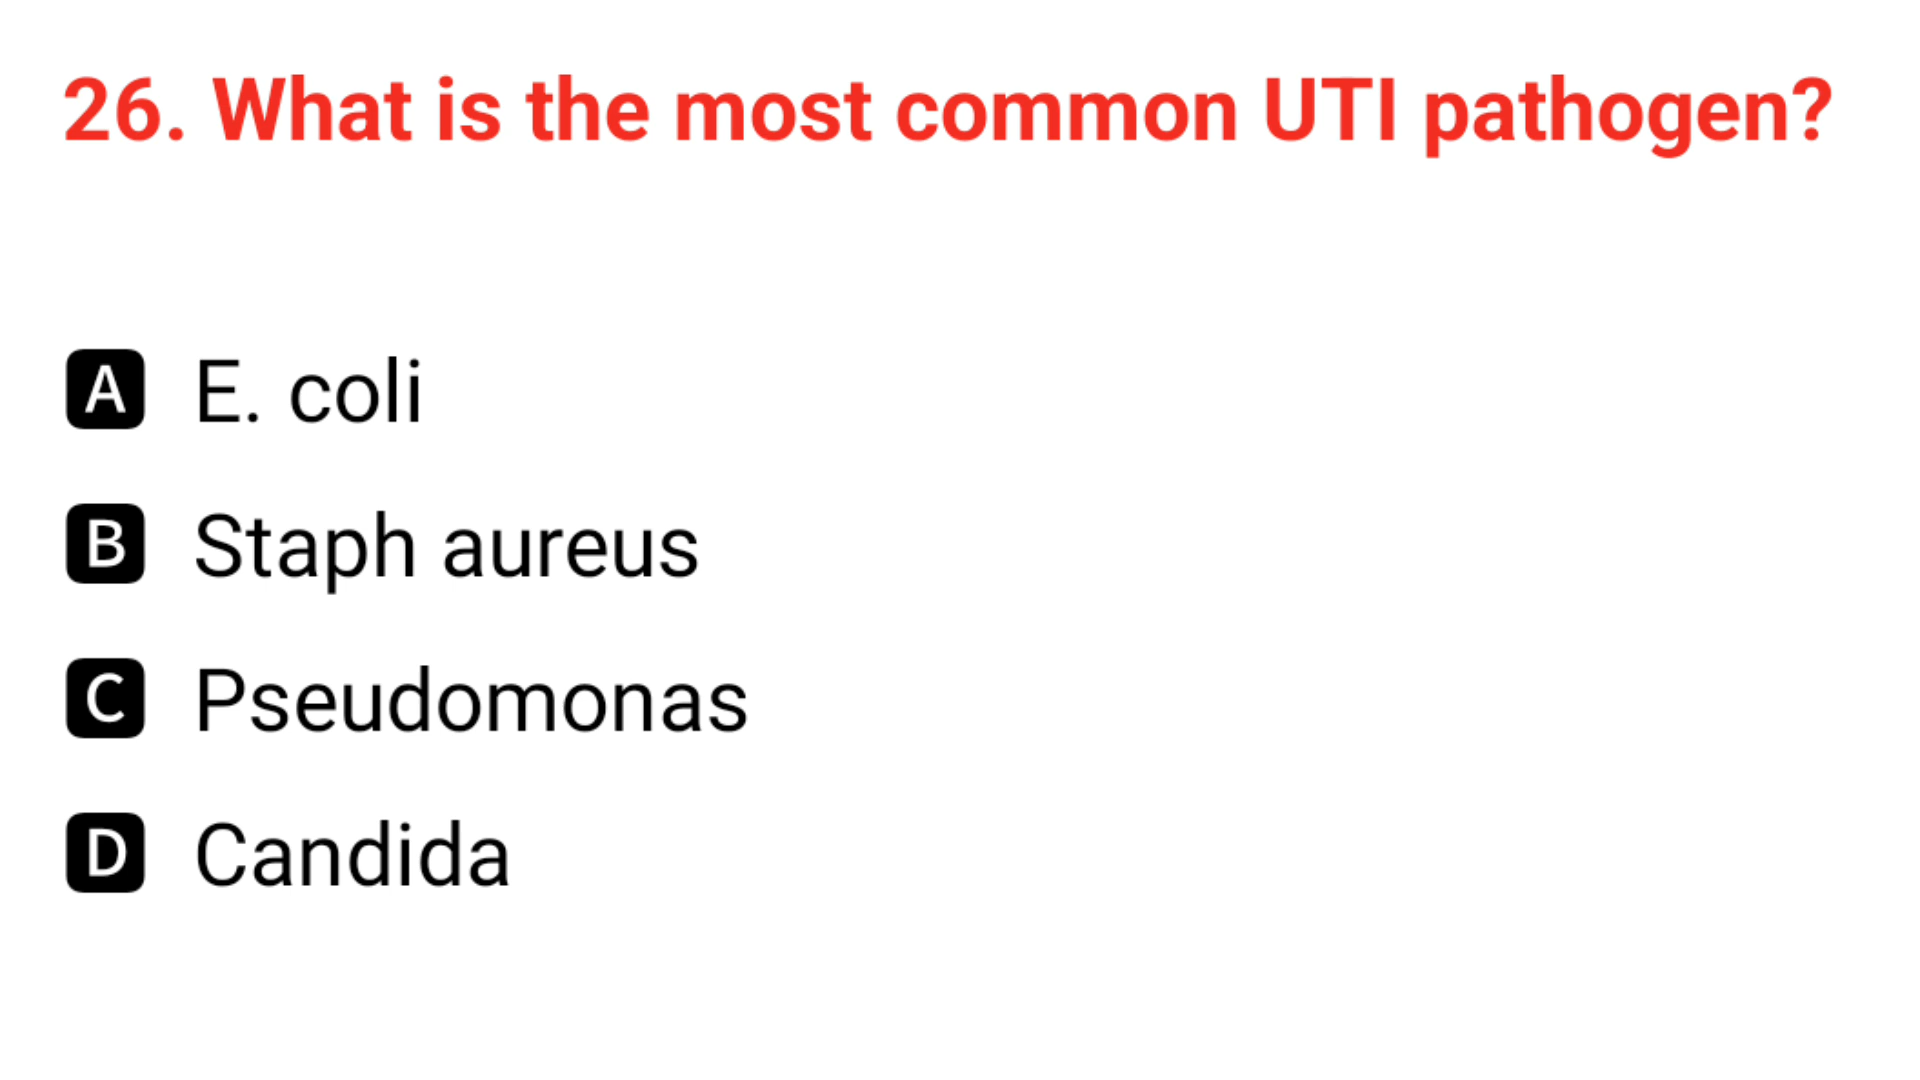 26. What is the most common UTI pathogen?
A E. coli
B Staph aureus
C Pseudomonas
D Candida